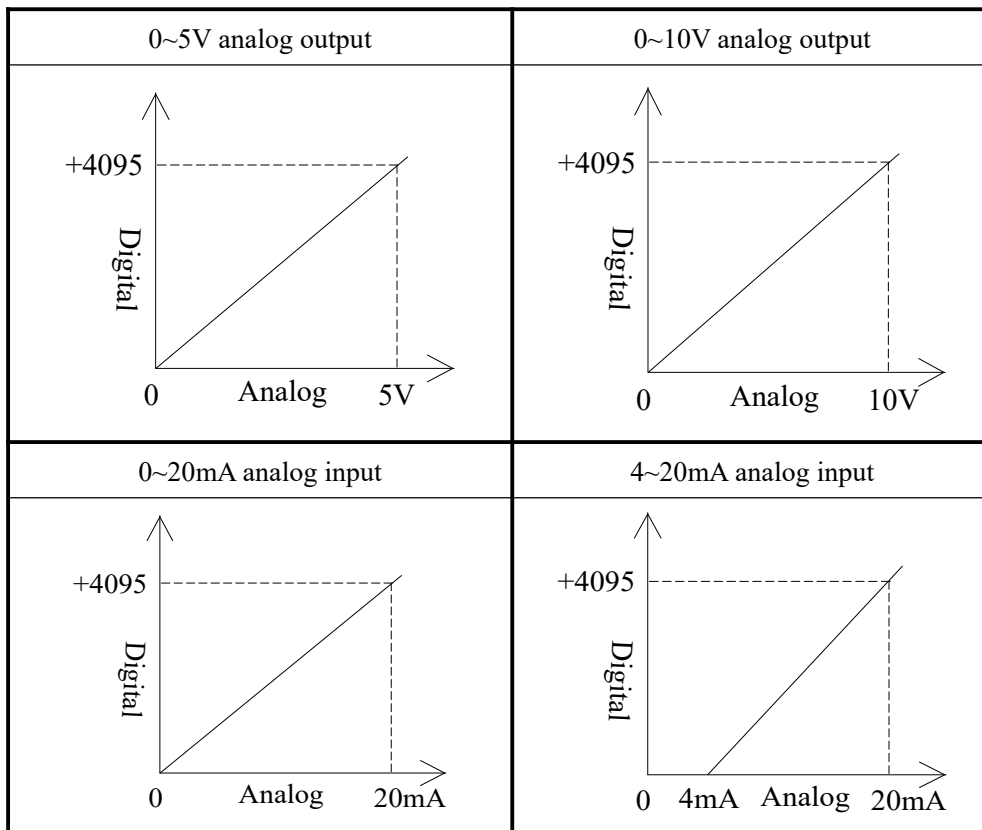 0~5V analog output
+4095
Digital
0
Analog
5V
0~10V analog output
+4095
Digital
0
Analog
10V
0~20mA analog input
+4095
Digital
0
Analog
20mA
4~20mA analog input
+4095
Digital
0
4mA
Analog
20mA